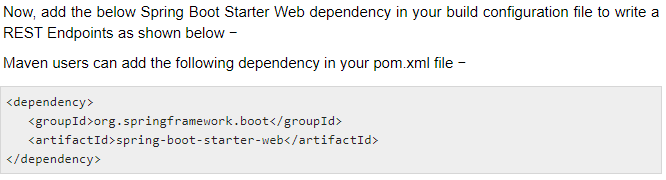 Now, add the below Spring Boot Starter Web dependency in your build configuration file to write a
REST Endpoints as shown below −
Maven users can add the following dependency in your pom.xml file −
<dependency>
   <groupId>org.springframework.boot</groupId>
   <artifactId>spring-boot-starter-web</artifactId>
</dependency>